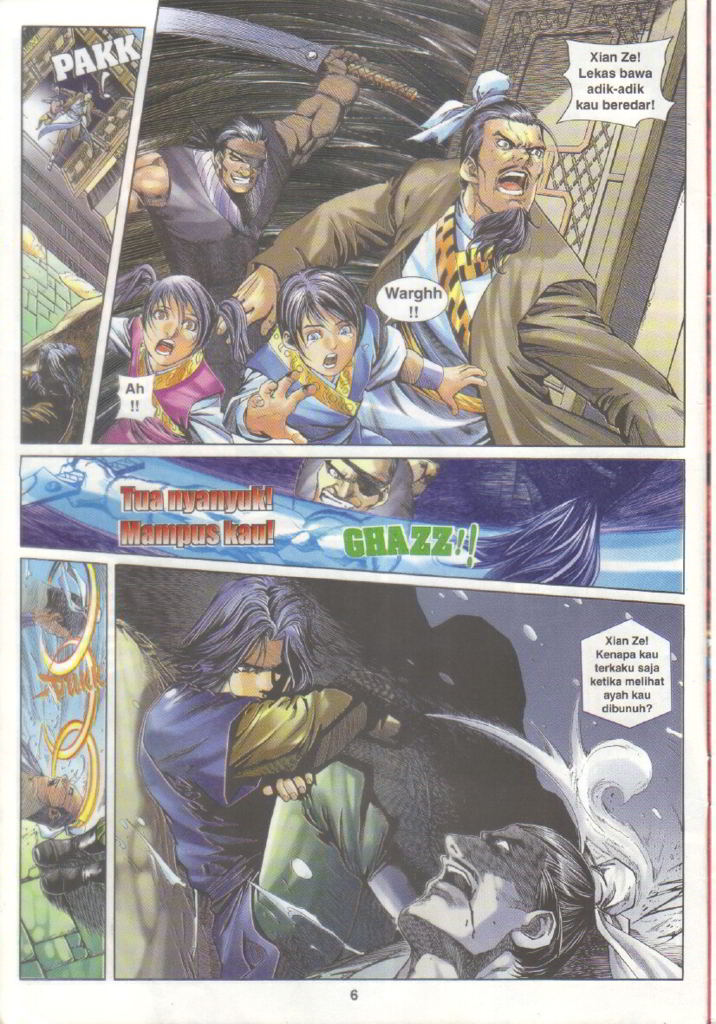 PAKK
Xian Ze!
Lekas bawa
adik-adik
kau beredar!
Warghh
!!
Ah
!!
Tua nyanyuk!
Mampus kau!
GHAZZ!!
Xian Ze!
Kenapa kau
terkaku saja
ketika melihat
ayah kau
dibunuh?
6